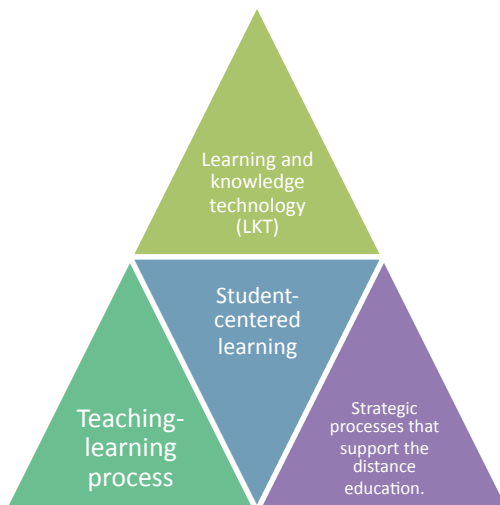 Learning and
knowledge
technology
(LKT)
Student-
centered
learning
Teaching-
learning
process
Strategic
processes that
support the
distance
education.